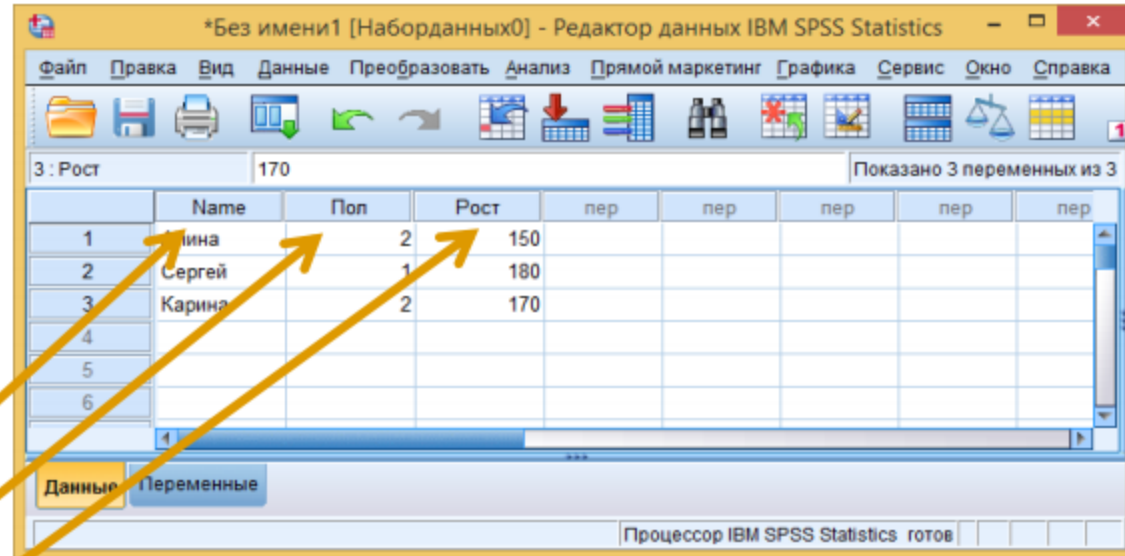 *Без имени1 [Наборданных0] - Редактор данных IBM SPSS Statistics
Файл Правка Вид Данные Преобразовать Анализ Прямой маркетинг Графика Сервис Окно Справка
1
3 : Рост 170 Показано 3 переменных из 3
Name Пол Рост пер пер пер пер пер
1 2 150
2 Сергей 1 180
3 Карина 2 170
4
5
6
Данные Переменные
Процессор IBM SPSS Statistics готов